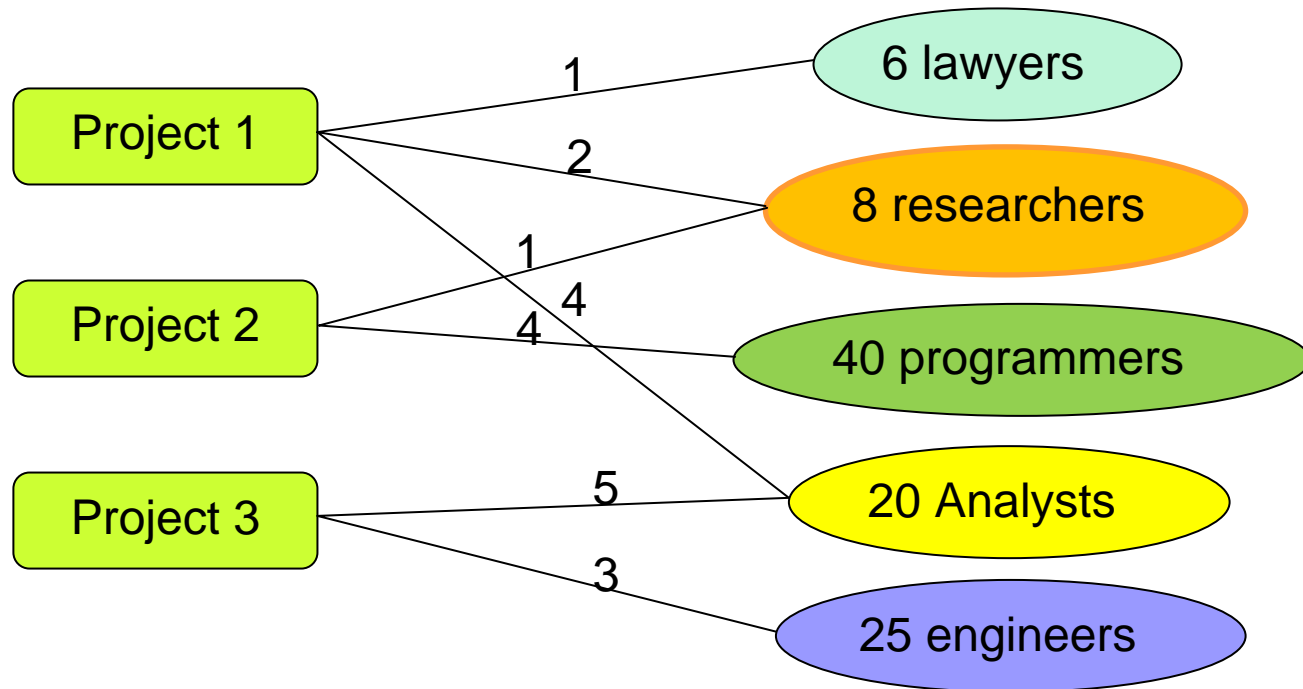 Project 1
Project 2
Project 3
1
2
1
4
4
5
3
6 lawyers
8 researchers
40 programmers
20 Analysts
25 engineers